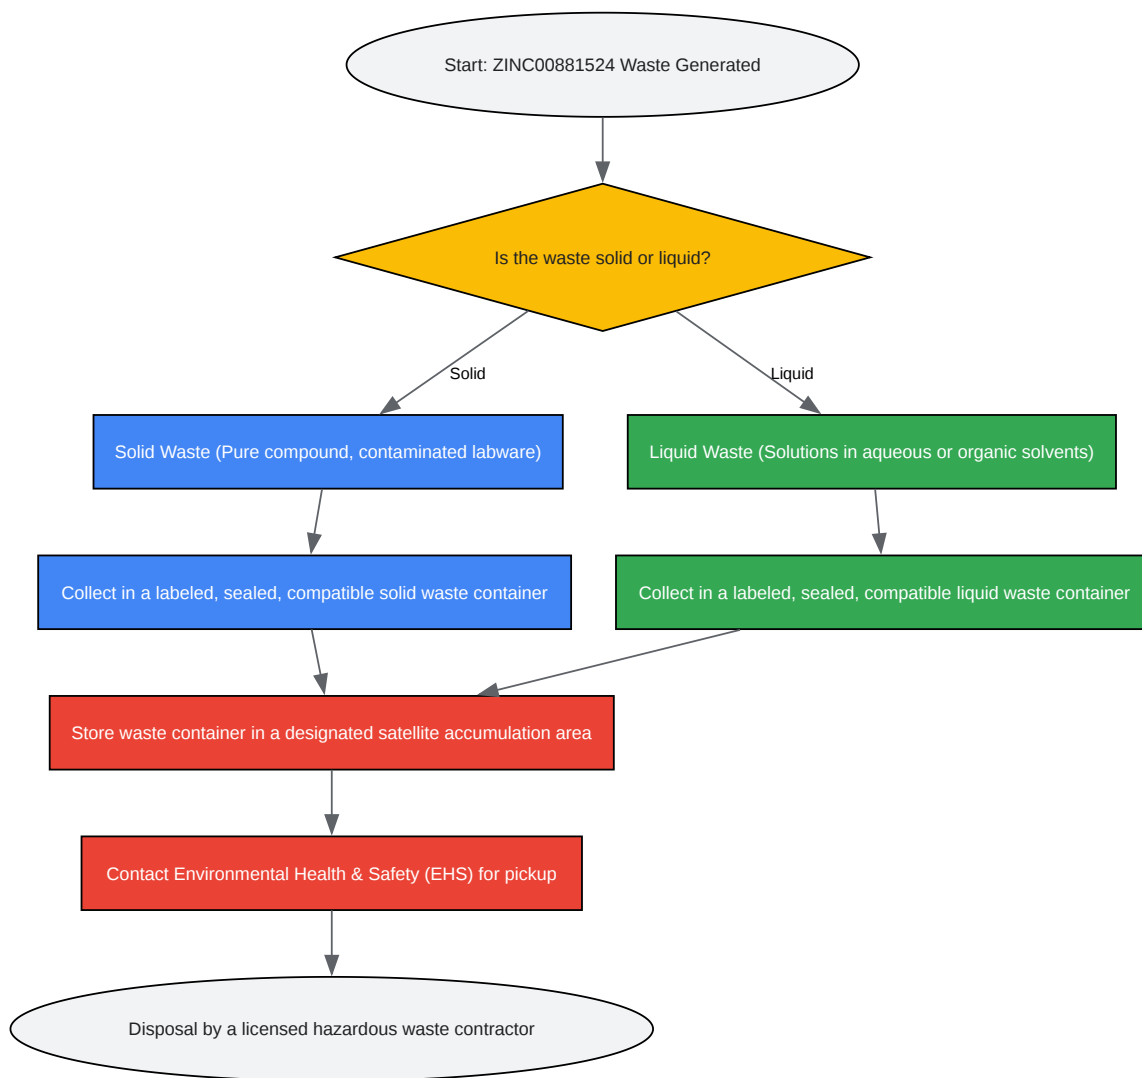 Start: ZINC00881524 Waste Generated
Is the waste solid or liquid?
Solid
Liquid
Solid Waste (Pure compound, contaminated labware)
Liquid Waste (Solutions in aqueous or organic solvents)
Collect in a labeled, sealed, compatible solid waste container
Collect in a labeled, sealed, compatible liquid waste container
Store waste container in a designated satellite accumulation area
Contact Environmental Health & Safety (EHS) for pickup
Disposal by a licensed hazardous waste contractor